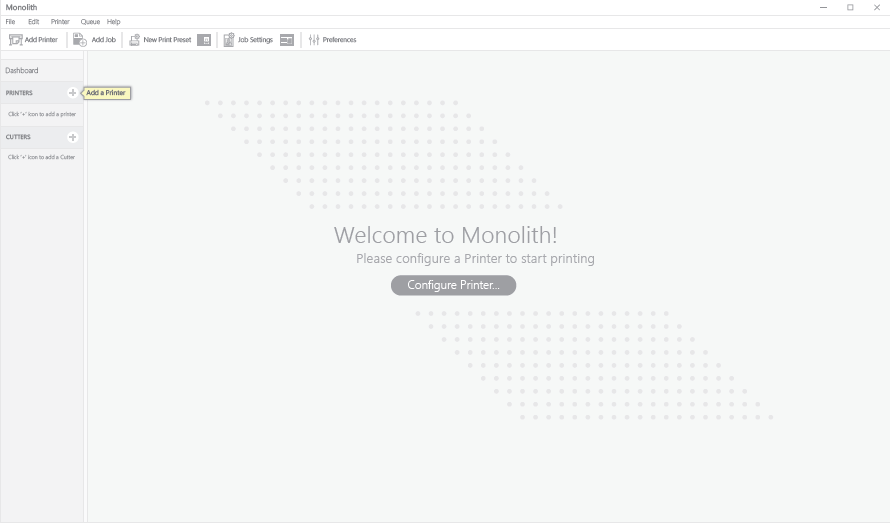 Monolith
File Edit Printer Queue Help
Add Printer Add Job New Print Preset Job Settings Preferences
Dashboard
PRINTERS
Add a Printer
Click '+' icon to add a printer
CUTTERS
Click '+' icon to add a Cutter
Welcome to Monolith!
Please configure a Printer to start printing
Configure Printer...